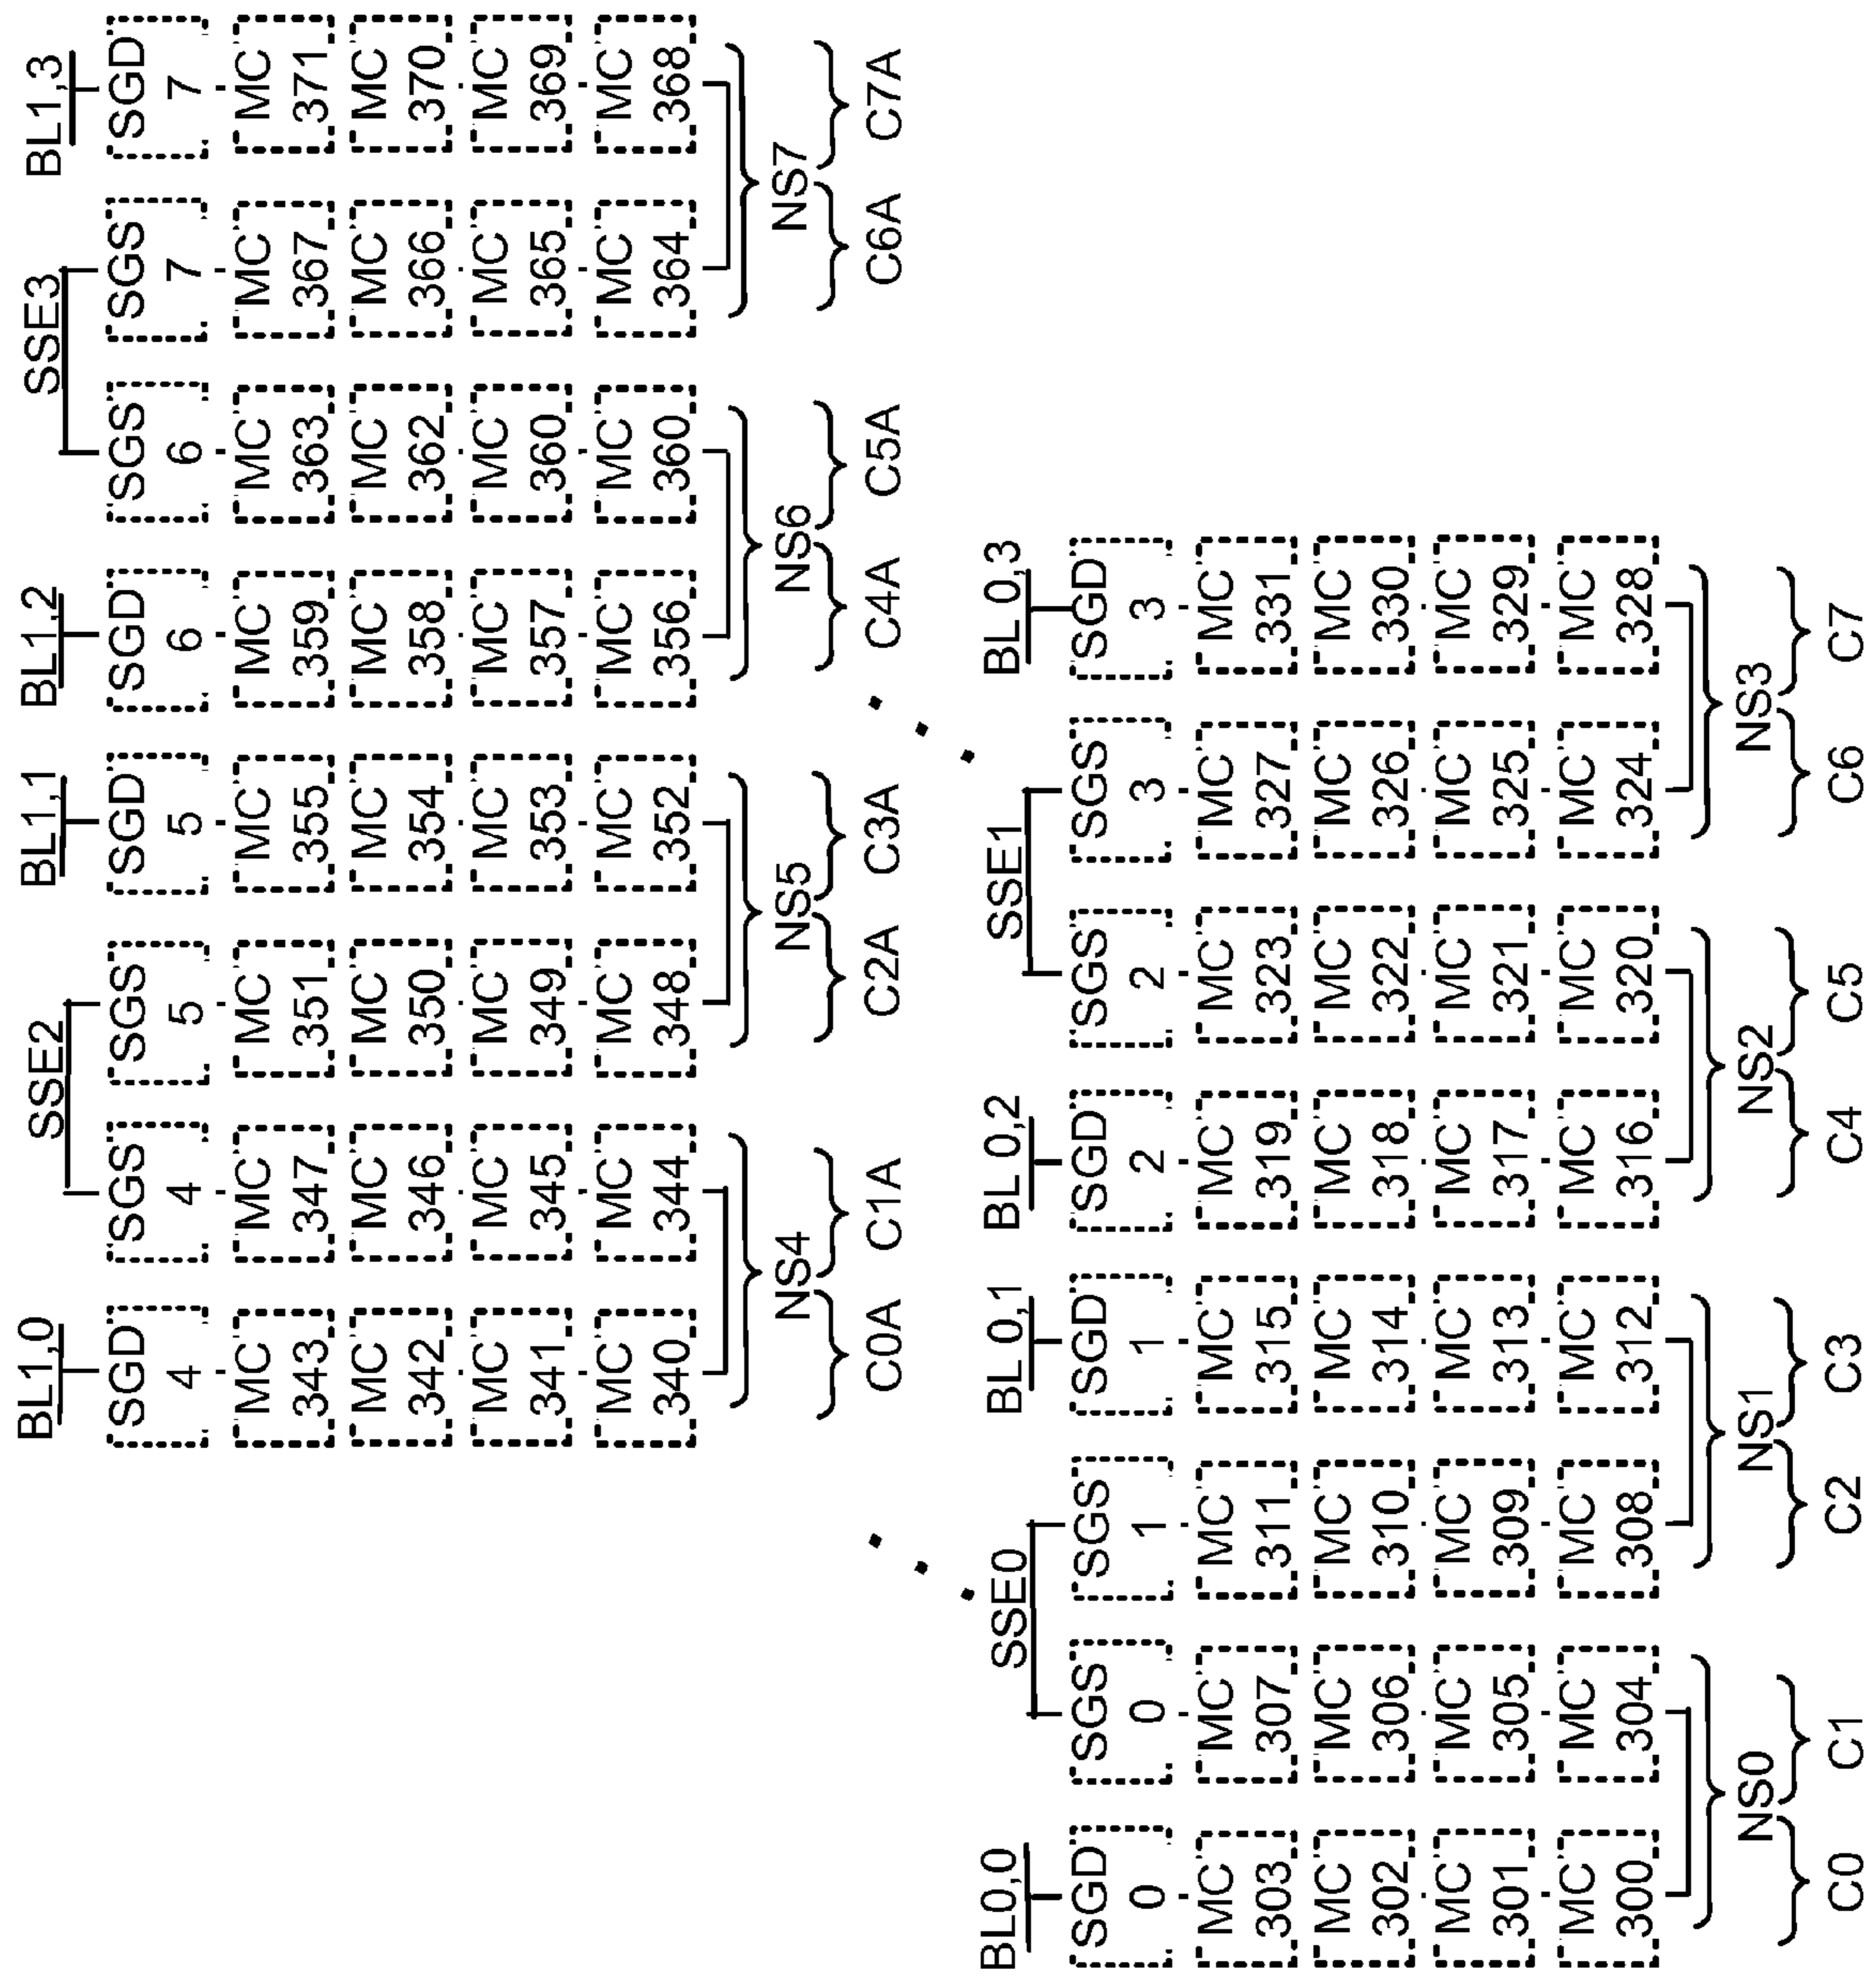 BL1,0 SSE2 BL1,1 BL1,2 SSE3 BL1,3
SGD SGS SGS SGD SGD SGS SGS SGD
4 4 5 5 6 6 7 7
MC MC MC MC MC MC MC MC
343 347 351 355 359 363 367 371
MC MC MC MC MC MC MC MC
342 346 350 354 358 362 366 370
MC MC MC MC MC MC MC MC
341 345 349 353 357 360 365 369
MC MC MC MC MC MC MC MC
340 344 348 352 356 360 364 368
NS4 NS5 NS6 NS7
C0A C1A C2A C3A C4A C5A C6A C7A
BL0,0 SSE0 BL 0,1 BL 0,2 SSE1 BL 0,3
SGD SGS SGS SGD SGD SGS SGS SGD
0 0 1 1 2 2 3 3
MC MC MC MC MC MC MC MC
303 307 311 315 319 323 327 331
MC MC MC MC MC MC MC MC
302 306 310 314 318 322 326 330
MC MC MC MC MC MC MC MC
301 305 309 313 317 321 325 329
MC MC MC MC MC MC MC MC
300 304 308 312 316 320 324 328
NS0 NS1 NS2 NS3
C0 C1 C2 C3 C4 C5 C6 C7